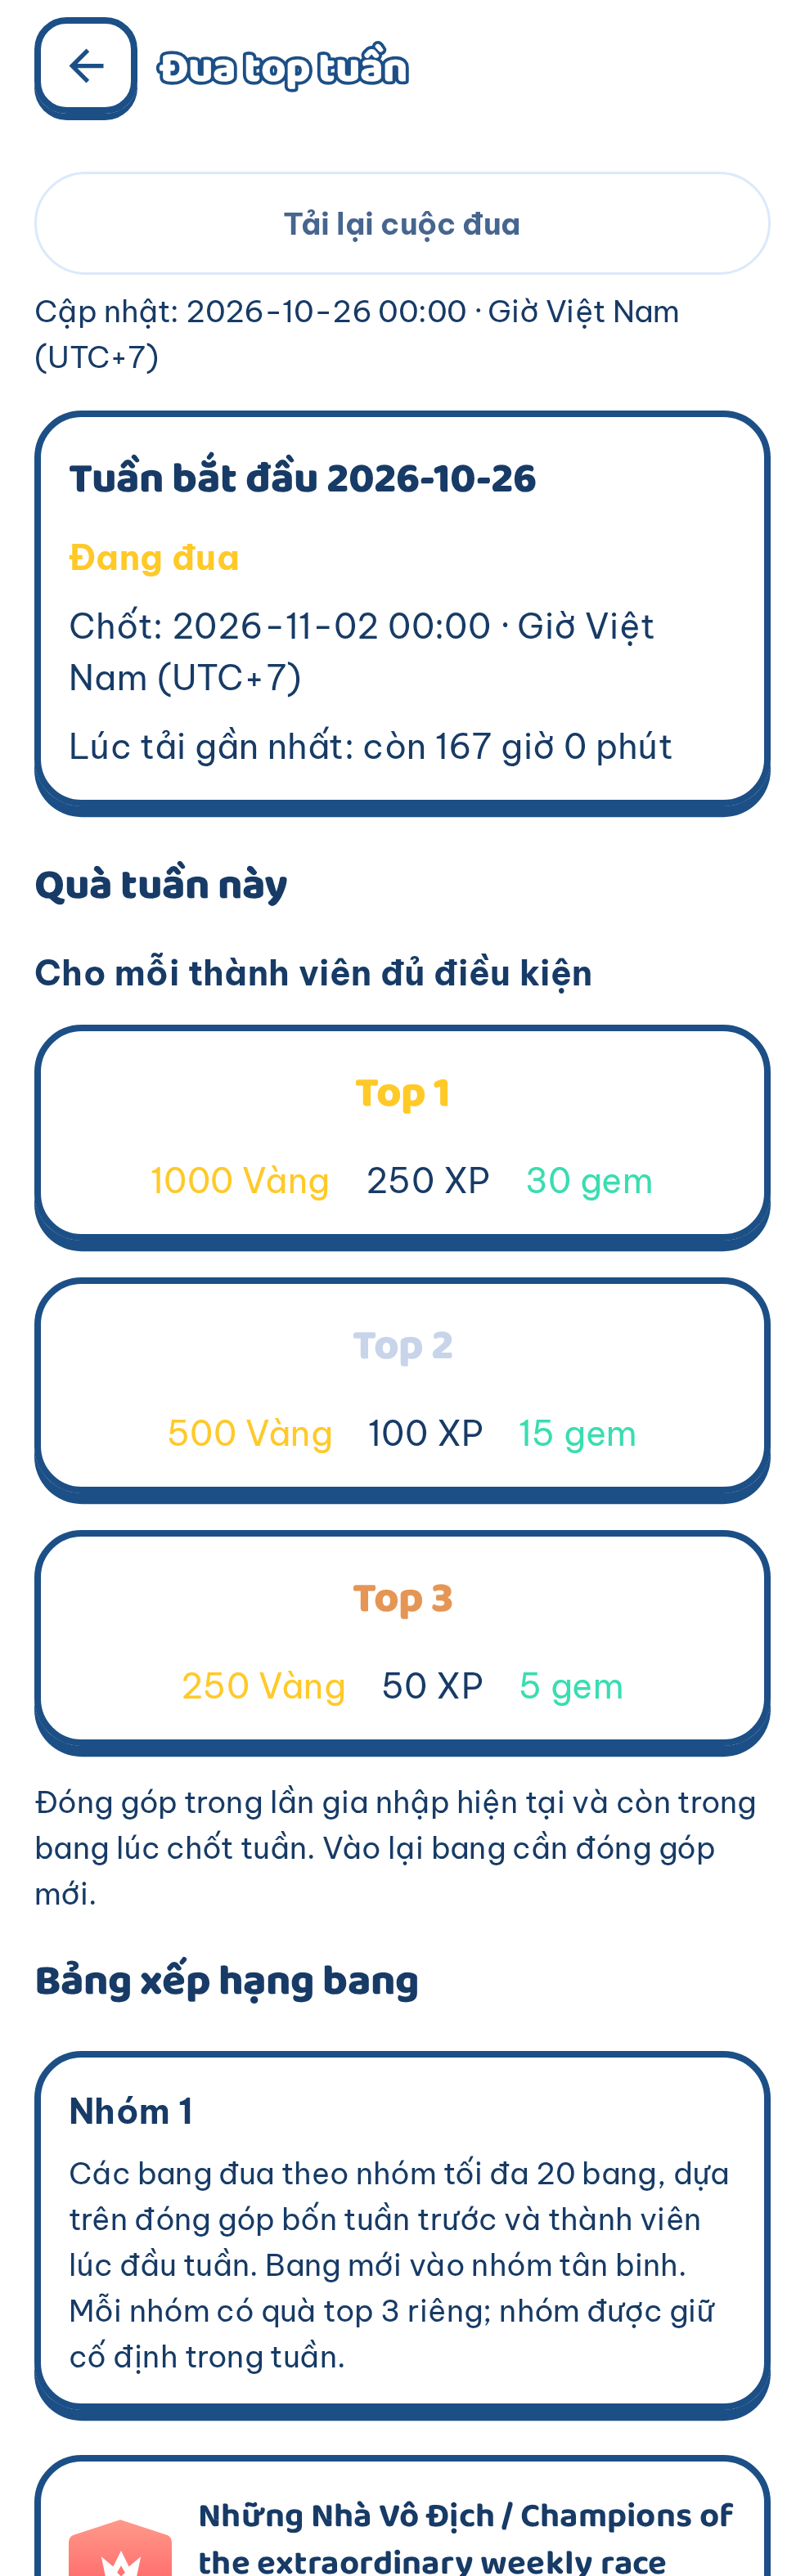 Đua top tuần
Tải lại cuộc đua
Cập nhật: 2026-10-26 00:00 · Giờ Việt Nam
(UTC+7)
Tuần bắt đầu 2026-10-26
Đang đua
Chốt: 2026-11-02 00:00 · Giờ Việt
Nam (UTC+7)
Lúc tải gần nhất: còn 167 giờ 0 phút
Quà tuần này
Cho mỗi thành viên đủ điều kiện
Top 1
1000 Vàng 250 XP 30 gem
Top 2
500 Vàng 100 XP 15 gem
Top 3
250 Vàng 50 XP 5 gem
Đóng góp trong lần gia nhập hiện tại và còn trong
bang lúc chốt tuần. Vào lại bang cần đóng góp
mới.
Bảng xếp hạng bang
Nhóm 1
Các bang đua theo nhóm tối đa 20 bang, dựa
trên đóng góp bốn tuần trước và thành viên
lúc đầu tuần. Bang mới vào nhóm tân binh.
Mỗi nhóm có quà top 3 riêng; nhóm được giữ
cố định trong tuần.
Những Nhà Vô Địch / Champions of
the extraordinary weekly race